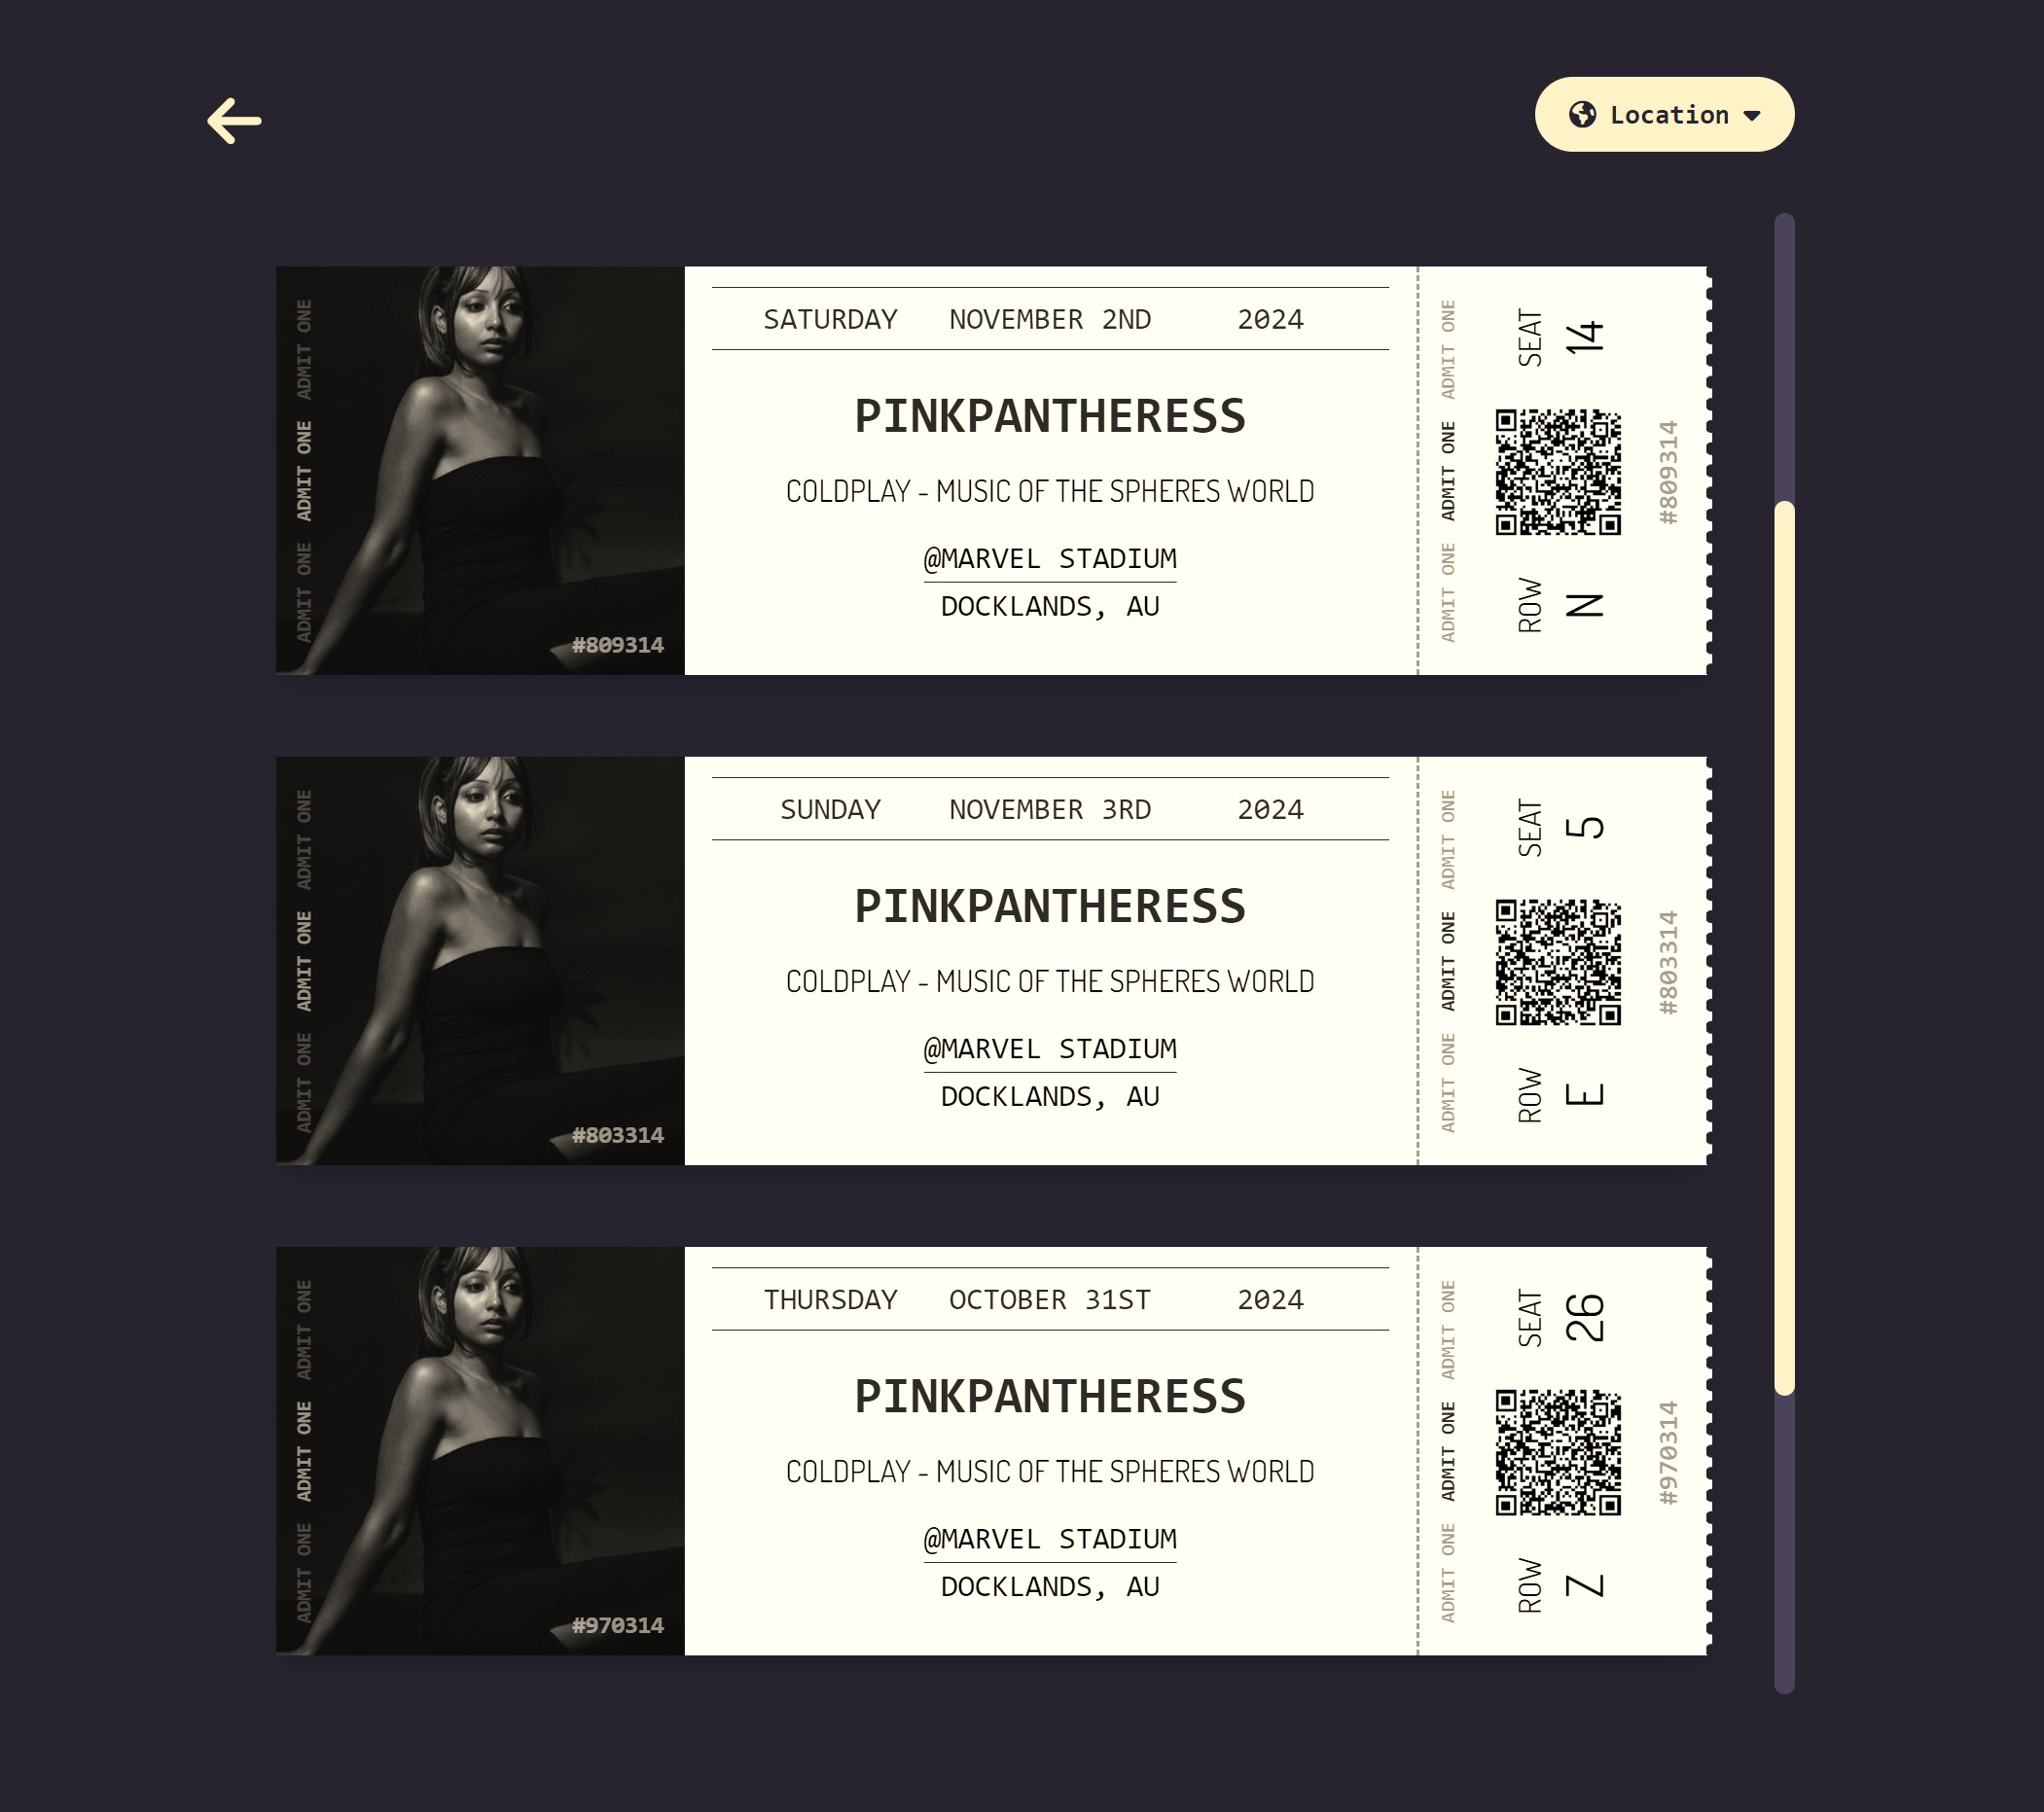 Location
ADMIT ONE ADMIT ONE ADMIT ONE
#809314
SATURDAY NOVEMBER 2ND 2024
PINKPANTHERESS
COLDPLAY - MUSIC OF THE SPHERES WORLD
@MARVEL STADIUM
DOCKLANDS, AU
ADMIT ONE ADMIT ONE ADMIT ONE
ROW SEAT
N 14
#809314
ADMIT ONE ADMIT ONE ADMIT ONE
#803314
SUNDAY NOVEMBER 3RD 2024
PINKPANTHERESS
COLDPLAY - MUSIC OF THE SPHERES WORLD
@MARVEL STADIUM
DOCKLANDS, AU
ADMIT ONE ADMIT ONE ADMIT ONE
ROW SEAT
E 5
#803314
ADMIT ONE ADMIT ONE ADMIT ONE
#970314
THURSDAY OCTOBER 31ST 2024
PINKPANTHERESS
COLDPLAY - MUSIC OF THE SPHERES WORLD
@MARVEL STADIUM
DOCKLANDS, AU
ADMIT ONE ADMIT ONE ADMIT ONE
ROW SEAT
Z 26
#970314